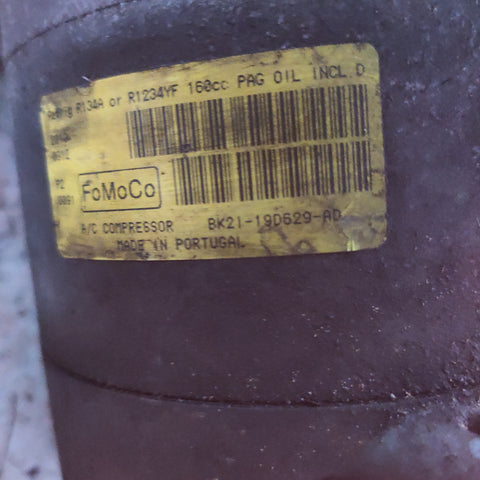 R134A or R1234YF 160cc PAG OIL INCL.D
FoMoCo
A/C COMPRESSOR BK21-19D629-AD
MADE IN PORTUGAL